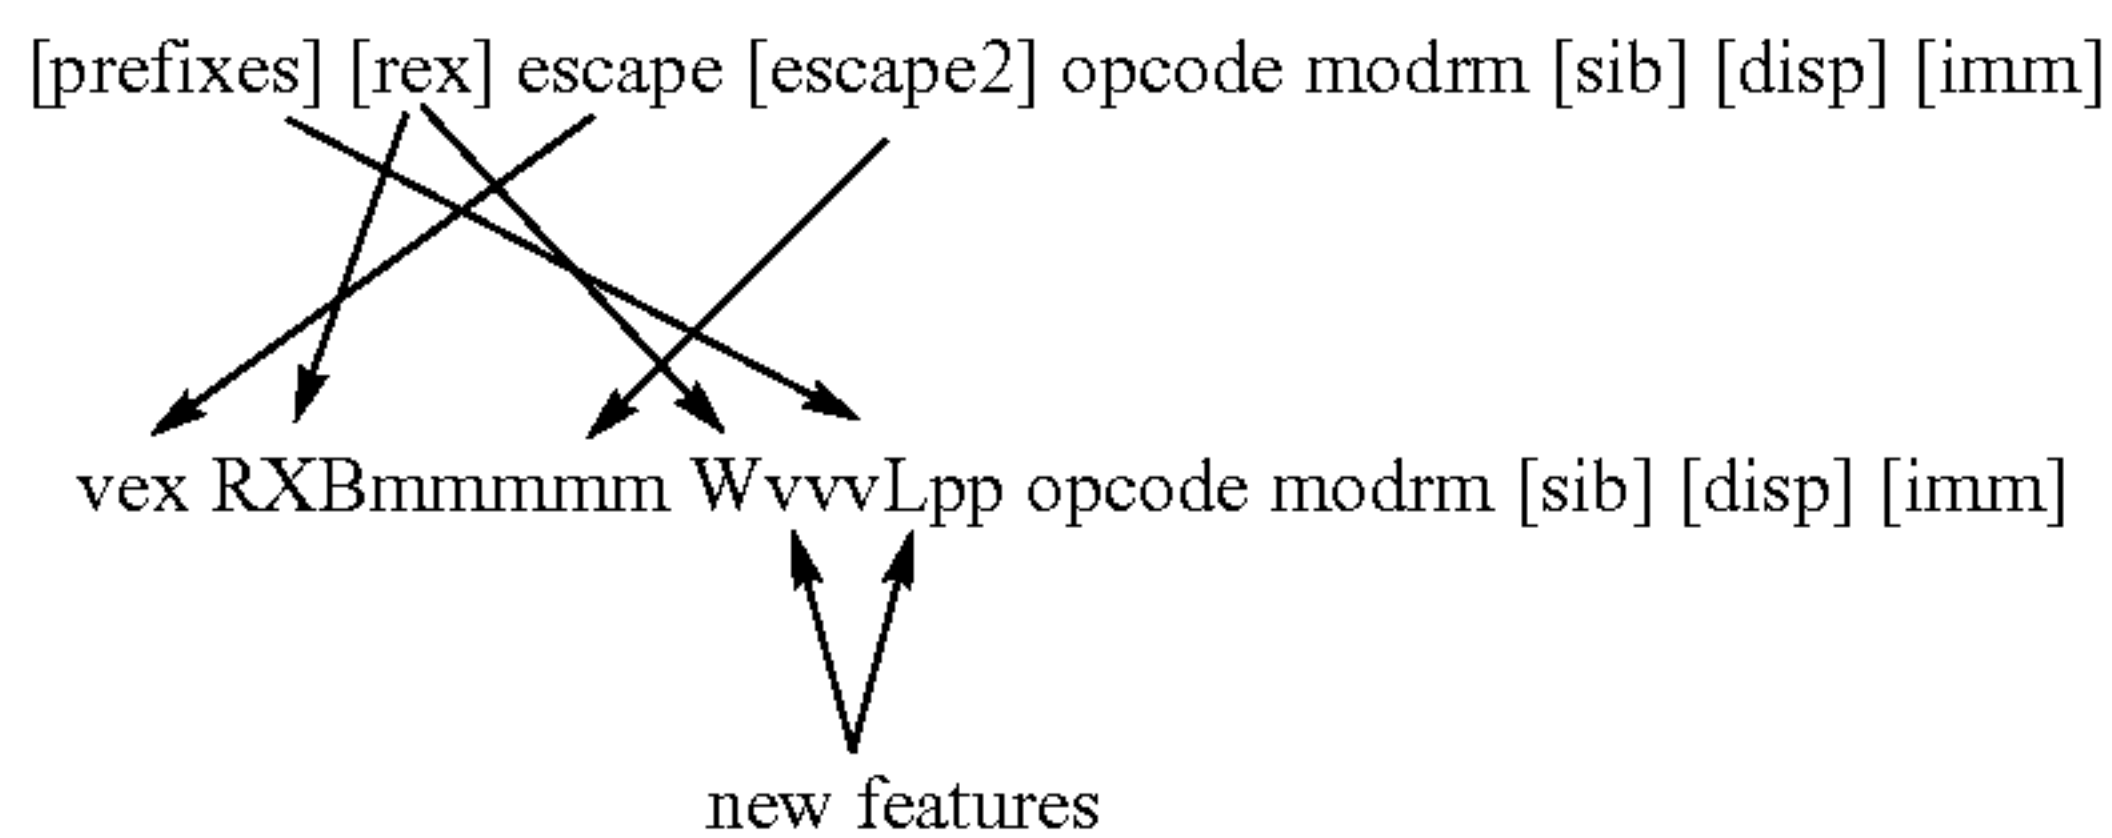 [prefixes] [rex] escape [escape2] opcode modrm [sib] [disp] [imm]
vex RXBmmmmm WvvvLpp opcode modrm [sib] [disp] [imm]
new features